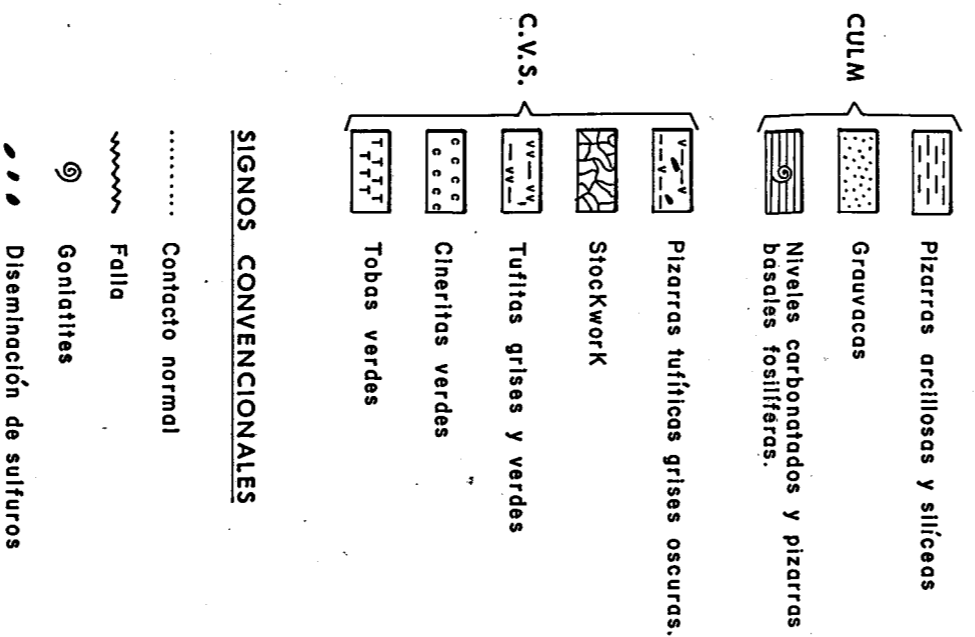 CULM
Pizarras arcillosas y silíceas
Grauvacas
Niveles carbonatados y pizarras
basales fosilíferas.
C.V.S.
Pizarras tufíticas grises oscuras.
StocKworK
Tufitas grises y verdes
Cineritas verdes
Tobas verdes
SIGNOS CONVENCIONALES
Contacto normal
Falla
Goniatites
Diseminación de sulfuros